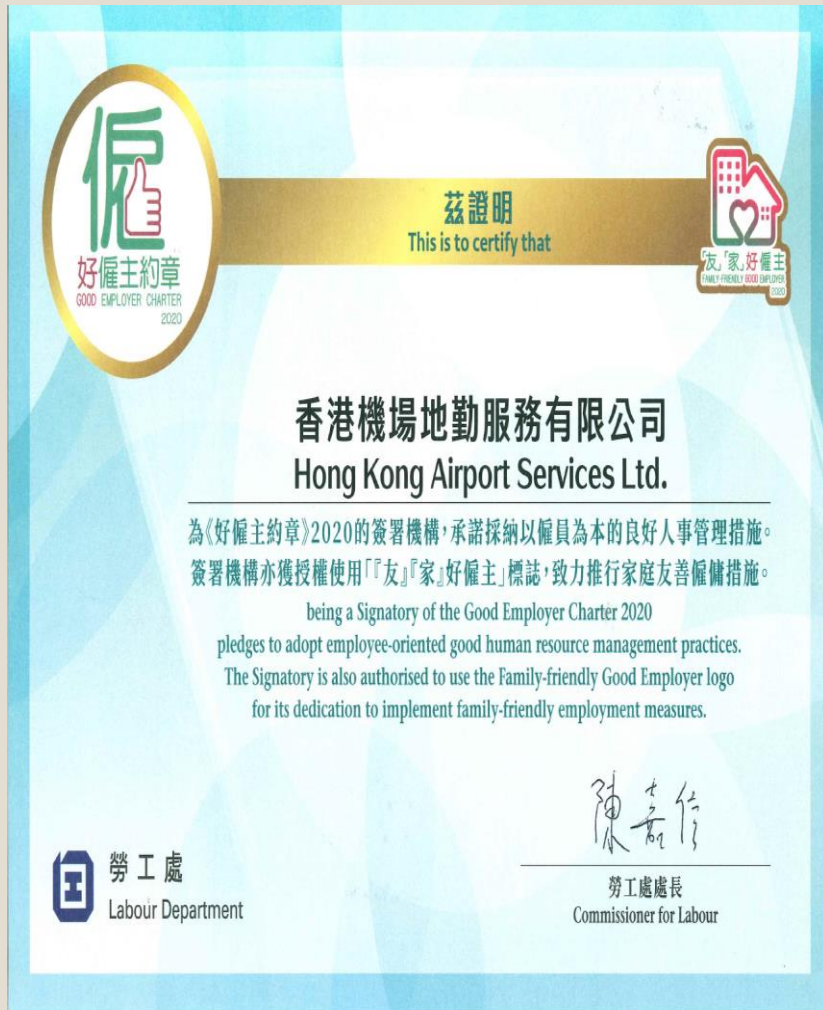 僱
好僱主約章
GOOD EMPLOYER CHARTER
2020
茲證明
This is to certify that
「友」「家」好僱主
FAMILY-FRIENDLY GOOD EMPLOYER
2020
香港機場地勤服務有限公司
Hong Kong Airport Services Ltd.
為《好僱主約章》2020的簽署機構，承諾採納以僱員為本的良好人事管理措施。
簽署機構亦獲授權使用「『友』『家』好僱主」標誌，致力推行家庭友善僱傭措施。
being a Signatory of the Good Employer Charter 2020
pledges to adopt employee-oriented good human resource management practices.
The Signatory is also authorised to use the Family-friendly Good Employer logo
for its dedication to implement family-friendly employment measures.
陳嘉信
勞工處處長
Commissioner for Labour
勞工處
Labour Department